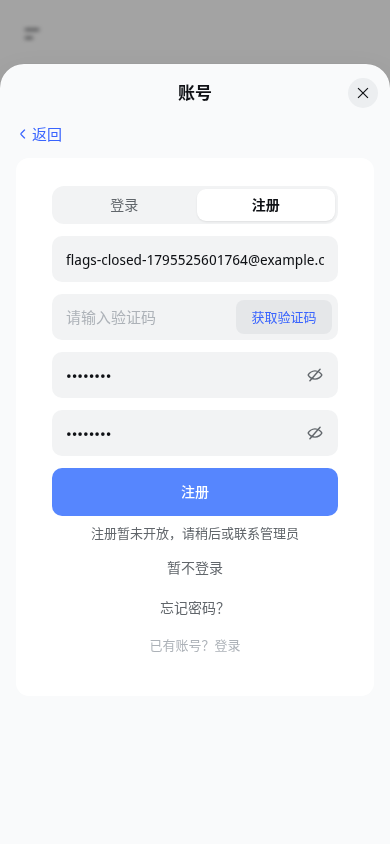 账号
返回
登录
注册
flags-closed-1795525601764@example.c
请输入验证码
获取验证码
••••••••
••••••••
注册
注册暂未开放，请稍后或联系管理员
暂不登录
忘记密码？
已有账号？登录